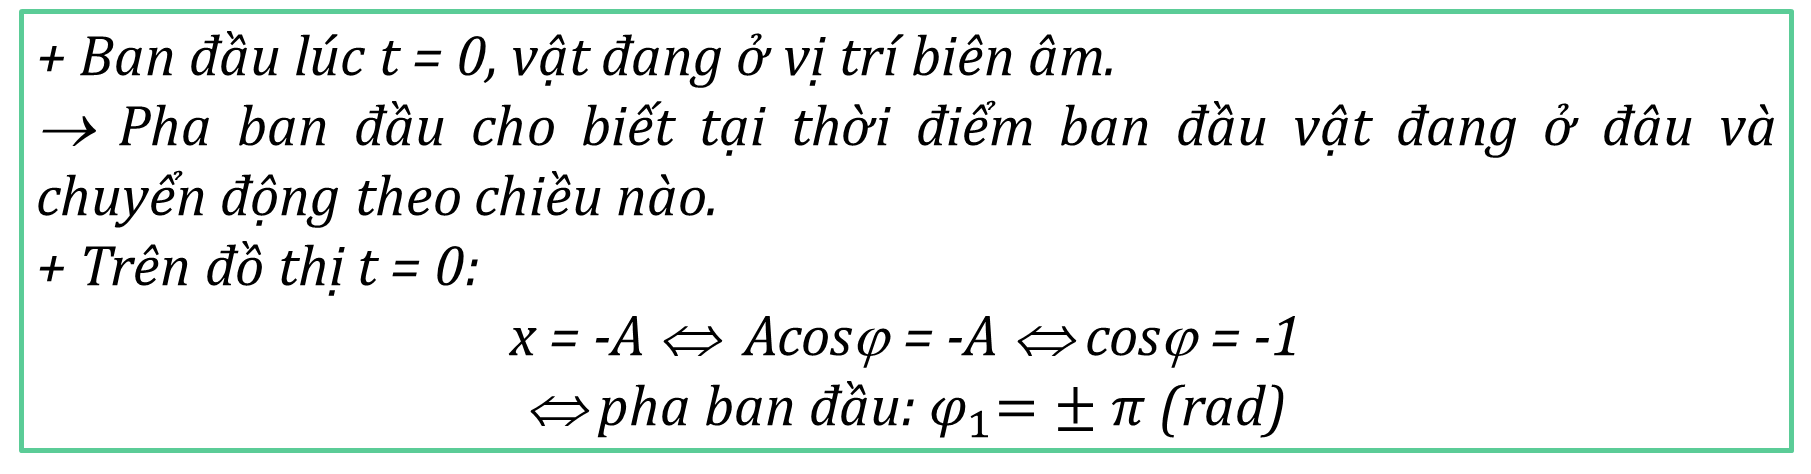 + Ban đầu lúc t = 0, vật đang ở vị trí biên âm.
→ Pha ban đầu cho biết tại thời điểm ban đầu vật đang ở đâu và
chuyển động theo chiều nào.
+ Trên đồ thị t = 0:
x = -A ⇔ Acosφ = -A ⇔ cosφ = -1
⇔ pha ban đầu: φ₁ = ± π (rad)